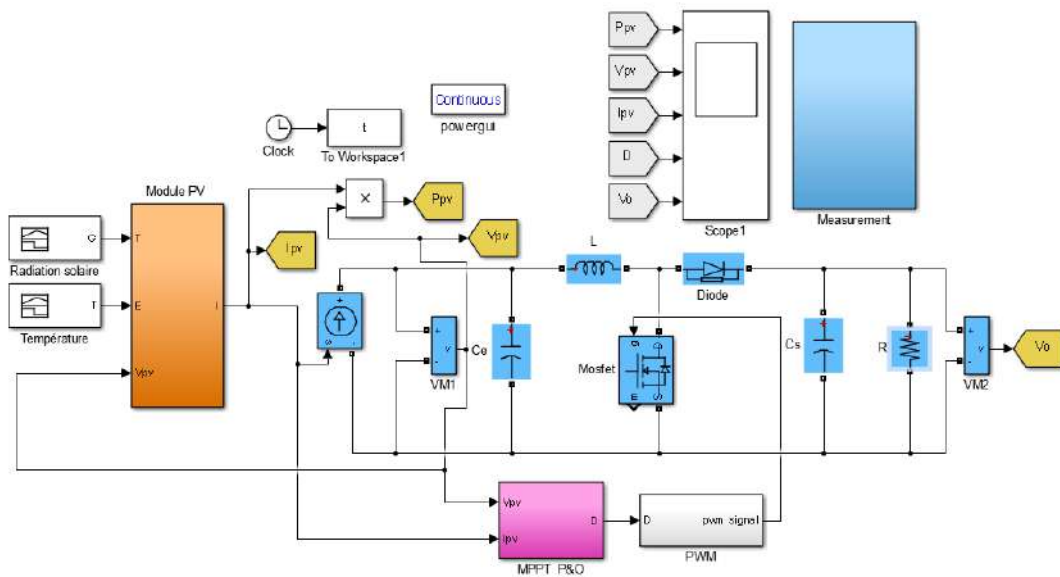 Ppv
Vpv
Ipv
D
Vo
Scope1
Measurement
Continuous
powergui
Clock
t
To Workspace1
Module PV
×
Ppv
Vpv
Ipv
G
Radiation solaire
T
Température
T
E
Vpv
I
+
-
s
+
-
v
VM1
Ce
L
Diode
Mosfet
g
D
m
S
Cs
R
+
-
v
VM2
Vo
Vpv
Ipv
D
MPPT P&O
D
pwn signal
PWM